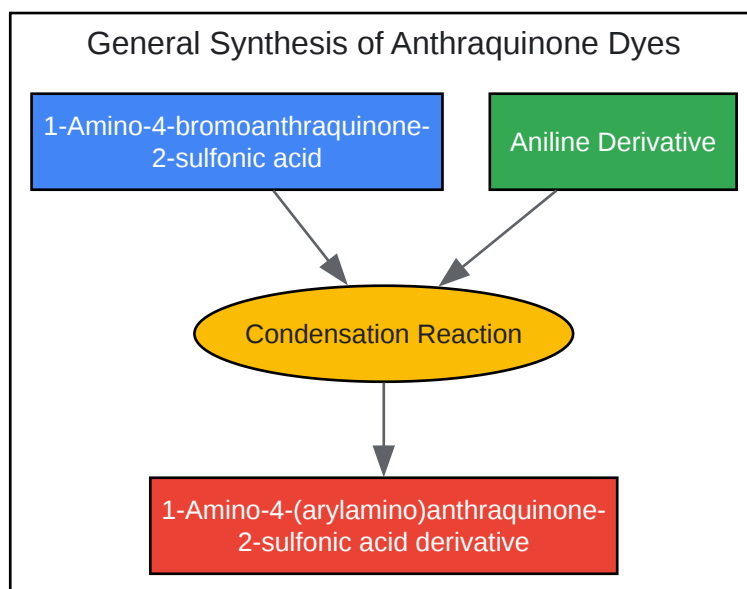 General Synthesis of Anthraquinone Dyes
1-Amino-4-bromoanthraquinone-
2-sulfonic acid
Aniline Derivative
Condensation Reaction
1-Amino-4-(arylamino)anthraquinone-
2-sulfonic acid derivative